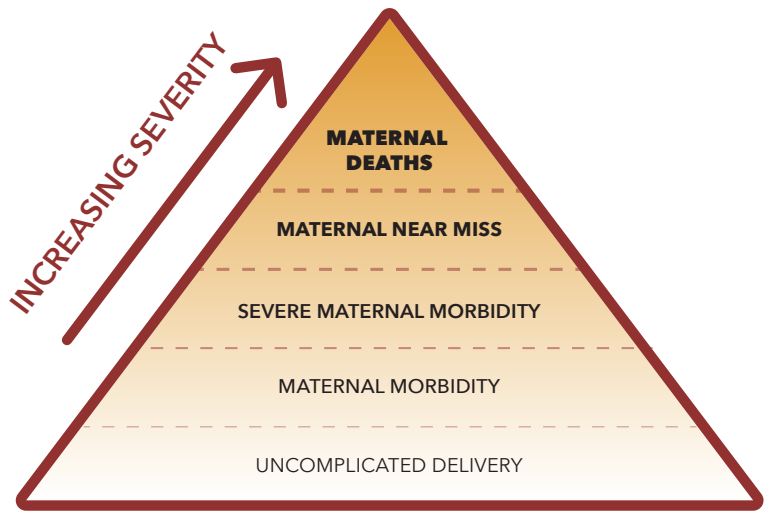 INCREASING SEVERITY
MATERNAL
DEATHS
MATERNAL NEAR MISS
SEVERE MATERNAL MORBIDITY
MATERNAL MORBIDITY
UNCOMPLICATED DELIVERY